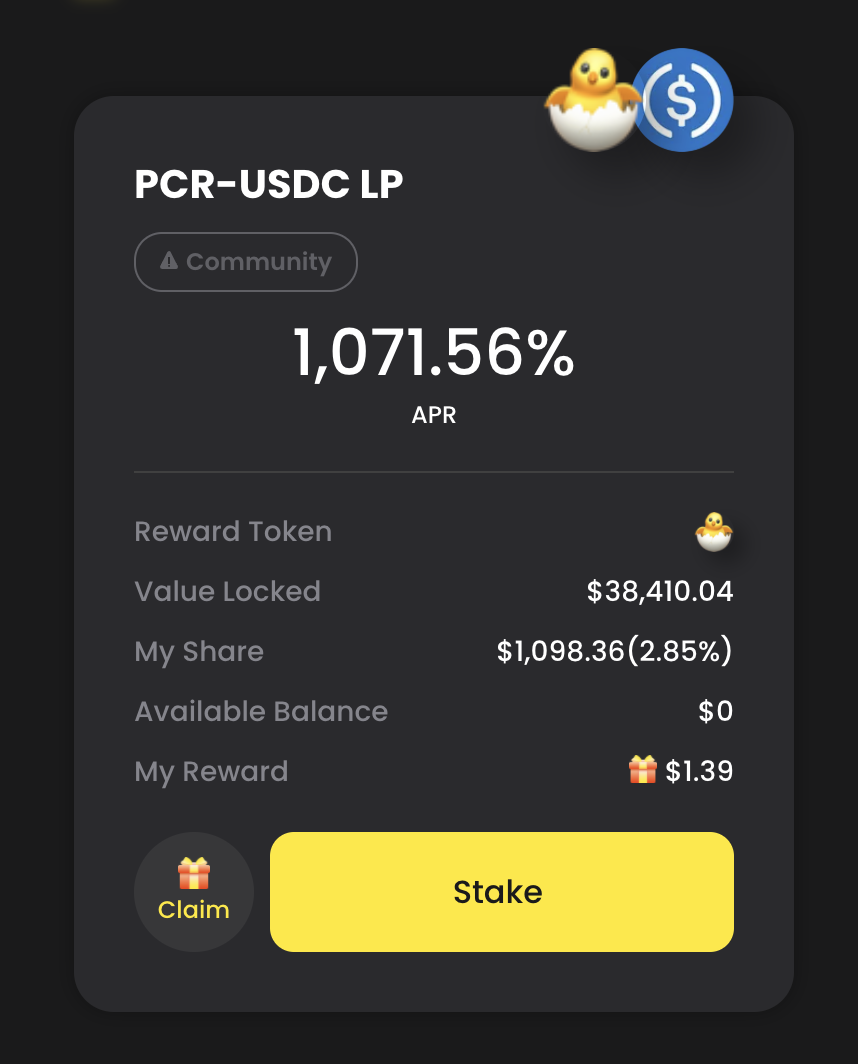 PCR-USDC LP
Community
1,071.56%
APR
Reward Token
Value Locked $38,410.04
My Share $1,098.36(2.85%)
Available Balance $0
My Reward $1.39
Claim
Stake